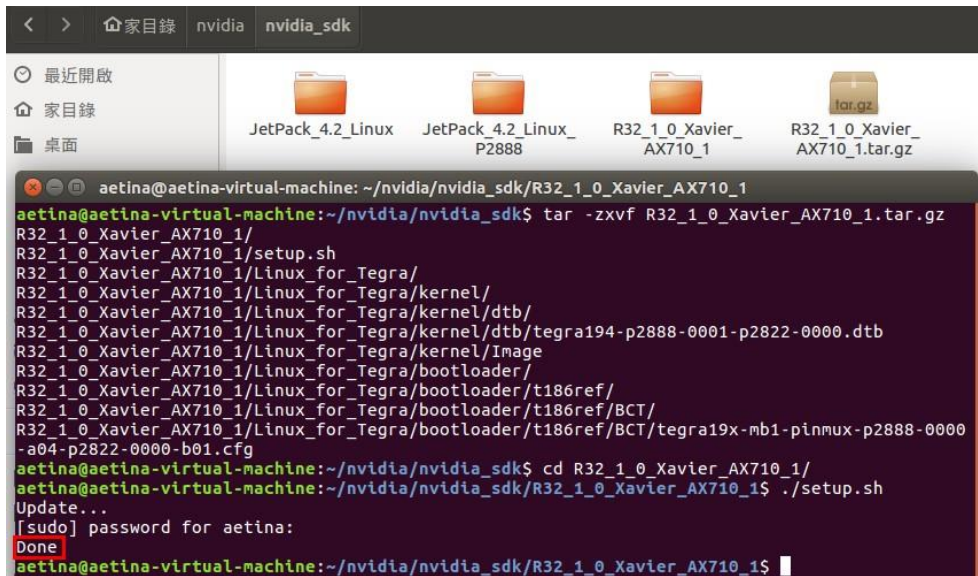 家目錄 nvidia nvidia_sdk
最近開啟
家目錄
桌面
JetPack_4.2_Linux
JetPack_4.2_Linux_
P2888
R32_1_0_Xavier_
AX710_1
tar.gz
R32_1_0_Xavier_
AX710_1.tar.gz
aetina@aetina-virtual-machine: ~/nvidia/nvidia_sdk/R32_1_0_Xavier_AX710_1
aetina@aetina-virtual-machine:~/nvidia/nvidia_sdk$ tar -zxvf R32_1_0_Xavier_AX710_1.tar.gz
R32_1_0_Xavier_AX710_1/
R32_1_0_Xavier_AX710_1/setup.sh
R32_1_0_Xavier_AX710_1/Linux_for_Tegra/
R32_1_0_Xavier_AX710_1/Linux_for_Tegra/kernel/
R32_1_0_Xavier_AX710_1/Linux_for_Tegra/kernel/dtb/
R32_1_0_Xavier_AX710_1/Linux_for_Tegra/kernel/dtb/tegra194-p2888-0001-p2822-0000.dtb
R32_1_0_Xavier_AX710_1/Linux_for_Tegra/kernel/Image
R32_1_0_Xavier_AX710_1/Linux_for_Tegra/bootloader/
R32_1_0_Xavier_AX710_1/Linux_for_Tegra/bootloader/t186ref/
R32_1_0_Xavier_AX710_1/Linux_for_Tegra/bootloader/t186ref/BCT/
R32_1_0_Xavier_AX710_1/Linux_for_Tegra/bootloader/t186ref/BCT/tegra19x-mb1-pinmux-p2888-0000
-a04-p2822-0000-b01.cfg
aetina@aetina-virtual-machine:~/nvidia/nvidia_sdk$ cd R32_1_0_Xavier_AX710_1/
aetina@aetina-virtual-machine:~/nvidia/nvidia_sdk/R32_1_0_Xavier_AX710_1$ ./setup.sh
Update...
[sudo] password for aetina:
Done
aetina@aetina-virtual-machine:~/nvidia/nvidia_sdk/R32_1_0_Xavier_AX710_1$